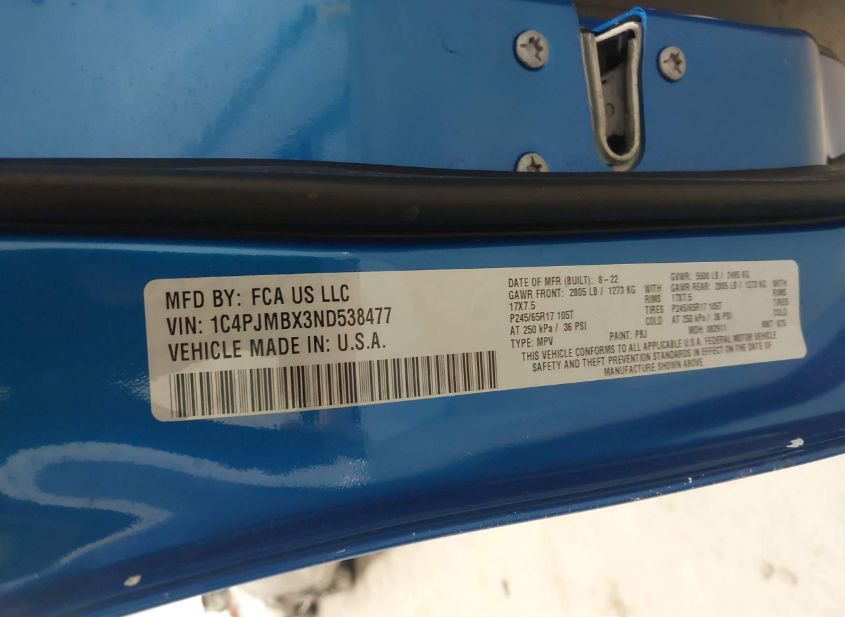 MFD BY: FCA US LLC
VIN: 1C4PJMBX3ND538477
VEHICLE MADE IN: U.S.A.
DATE OF MFR (BUILT): 8-22 GVWR: 5500 LB / 2495 KG
GAWR FRONT: 2805 LB / 1273 KG WITH GAWR REAR: 2805 LB / 1273 KG WITH
17X7.5 RIMS 17X7.5 RIMS
P245/65R17 105T TIRES P245/65R17 105T TIRES
AT 250 kPa / 36 PSI COLD AT 250 kPa / 36 PSI COLD
TYPE: MPV PAINT: PBJ MDH: 082911
THIS VEHICLE CONFORMS TO ALL APPLICABLE U.S.A. FEDERAL MOTOR VEHICLE
SAFETY AND THEFT PREVENTION STANDARDS IN EFFECT ON THE DATE OF
MANUFACTURE SHOWN ABOVE